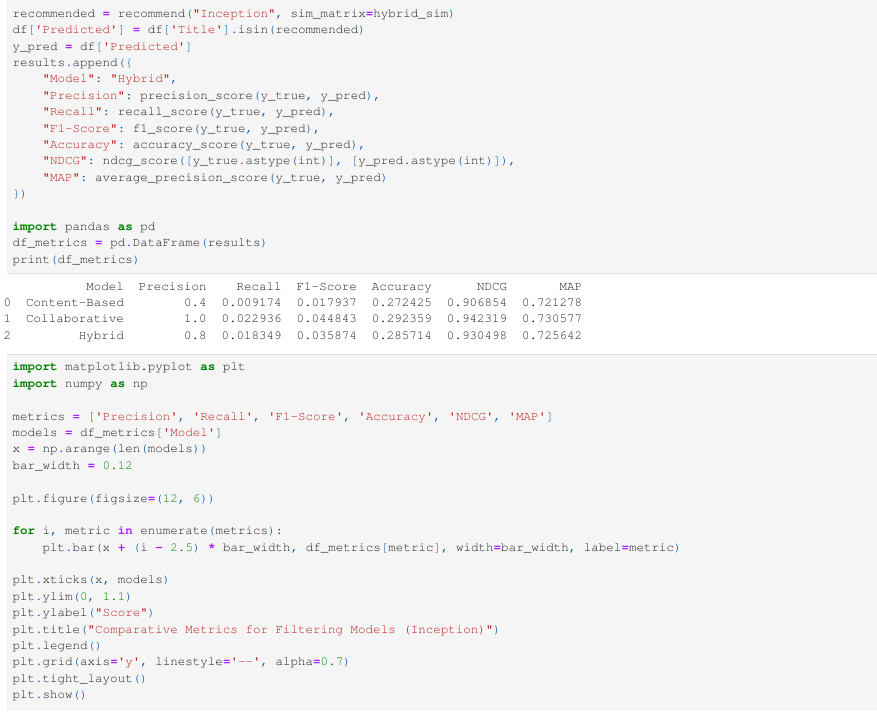 recommended = recommend("Inception", sim_matrix=hybrid_sim)
df['Predicted'] = df['Title'].isin(recommended)
y_pred = df['Predicted']
results.append({
    "Model": "Hybrid",
    "Precision": precision_score(y_true, y_pred),
    "Recall": recall_score(y_true, y_pred),
    "F1-Score": f1_score(y_true, y_pred),
    "Accuracy": accuracy_score(y_true, y_pred),
    "NDCG": ndcg_score([y_true.astype(int)], [y_pred.astype(int)]),
    "MAP": average_precision_score(y_true, y_pred)
})

import pandas as pd
df_metrics = pd.DataFrame(results)
print(df_metrics)
           Model  Precision    Recall  F1-Score  Accuracy      NDCG       MAP
0  Content-Based        0.4  0.009174  0.017937  0.272425  0.906854  0.721278
1  Collaborative        1.0  0.022936  0.044843  0.292359  0.942319  0.730577
2         Hybrid        0.8  0.018349  0.035874  0.285714  0.930498  0.725642
import matplotlib.pyplot as plt
import numpy as np

metrics = ['Precision', 'Recall', 'F1-Score', 'Accuracy', 'NDCG', 'MAP']
models = df_metrics['Model']
x = np.arange(len(models))
bar_width = 0.12

plt.figure(figsize=(12, 6))

for i, metric in enumerate(metrics):
    plt.bar(x + (i - 2.5) * bar_width, df_metrics[metric], width=bar_width, label=metric)

plt.xticks(x, models)
plt.ylim(0, 1.1)
plt.ylabel("Score")
plt.title("Comparative Metrics for Filtering Models (Inception)")
plt.legend()
plt.grid(axis='y', linestyle='--', alpha=0.7)
plt.tight_layout()
plt.show()